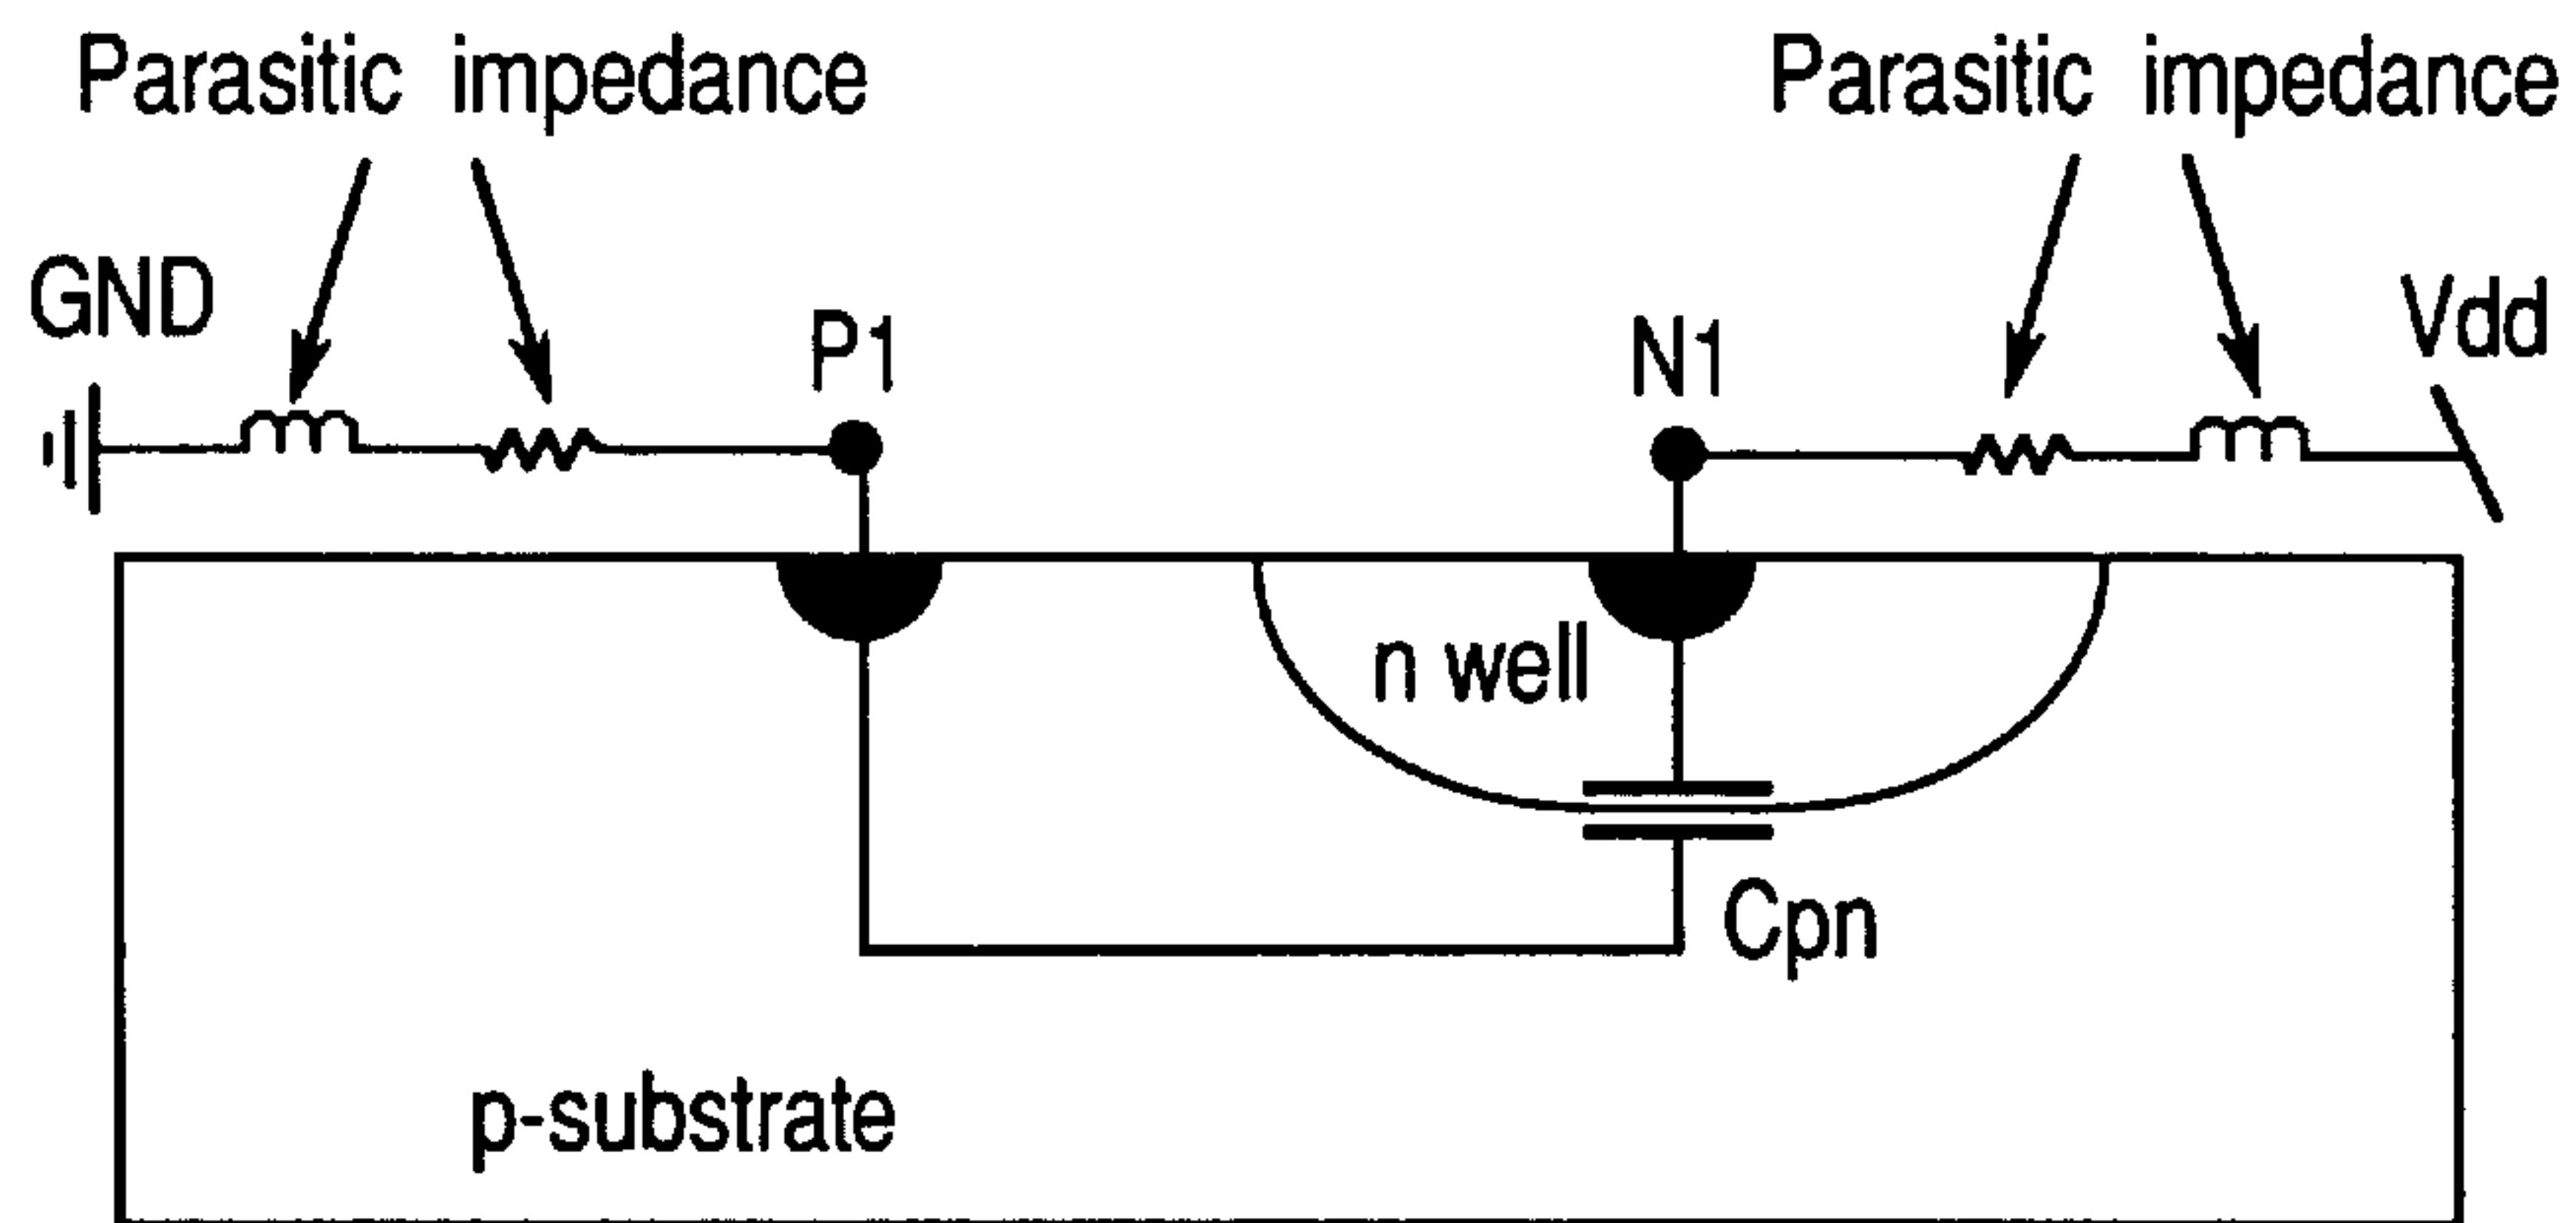 Parasitic impedance
Parasitic impedance
GND
P1
N1
Vdd
n well
Cpn
p-substrate